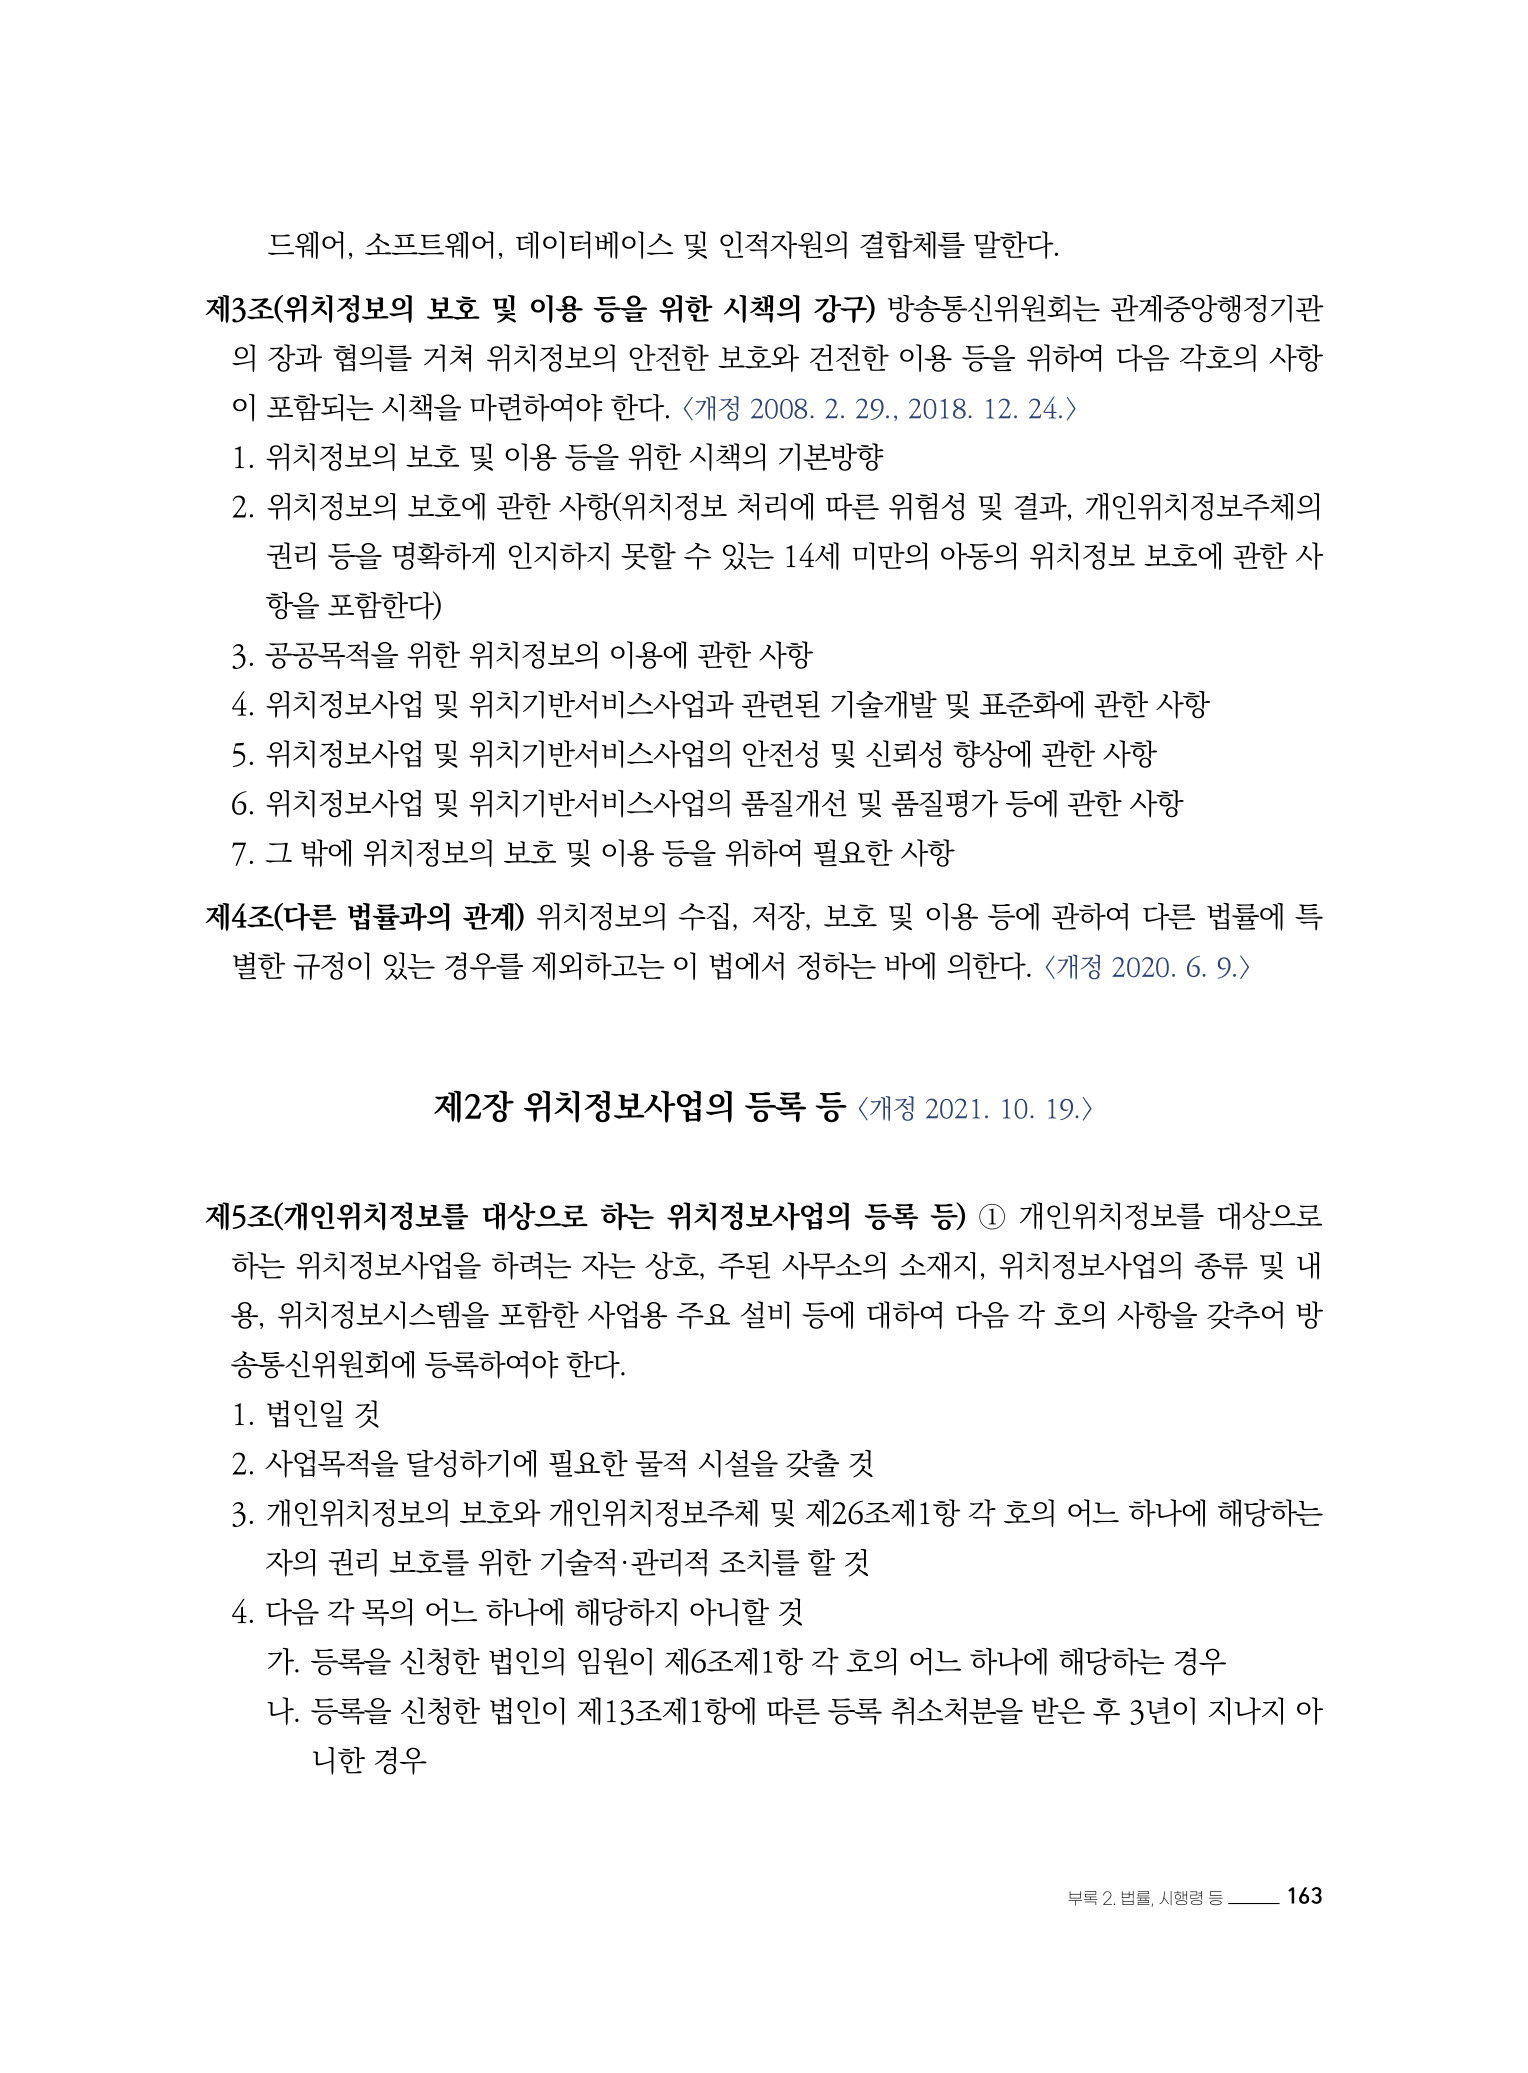 드웨어, 소프트웨어, 데이터베이스 및 인적자원의 결합체를 말한다.
제3조(위치정보의 보호 및 이용 등을 위한 시책의 강구) 방송통신위원회는 관계중앙행정기관
의 장과 협의를 거쳐 위치정보의 안전한 보호와 건전한 이용 등을 위하여 다음 각호의 사항
이 포함되는 시책을 마련하여야 한다. 〈개정 2008. 2. 29., 2018. 12. 24.〉
1. 위치정보의 보호 및 이용 등을 위한 시책의 기본방향
2. 위치정보의 보호에 관한 사항(위치정보 처리에 따른 위험성 및 결과, 개인위치정보주체의
권리 등을 명확하게 인지하지 못할 수 있는 14세 미만의 아동의 위치정보 보호에 관한 사
항을 포함한다)
3. 공공목적을 위한 위치정보의 이용에 관한 사항
4. 위치정보사업 및 위치기반서비스사업과 관련된 기술개발 및 표준화에 관한 사항
5. 위치정보사업 및 위치기반서비스사업의 안전성 및 신뢰성 향상에 관한 사항
6. 위치정보사업 및 위치기반서비스사업의 품질개선 및 품질평가 등에 관한 사항
7. 그 밖에 위치정보의 보호 및 이용 등을 위하여 필요한 사항
제4조(다른 법률과의 관계) 위치정보의 수집, 저장, 보호 및 이용 등에 관하여 다른 법률에 특
별한 규정이 있는 경우를 제외하고는 이 법에서 정하는 바에 의한다. 〈개정 2020. 6. 9.〉
제2장 위치정보사업의 등록 등 〈개정 2021. 10. 19.〉
제5조(개인위치정보를 대상으로 하는 위치정보사업의 등록 등) ① 개인위치정보를 대상으로
하는 위치정보사업을 하려는 자는 상호, 주된 사무소의 소재지, 위치정보사업의 종류 및 내
용, 위치정보시스템을 포함한 사업용 주요 설비 등에 대하여 다음 각 호의 사항을 갖추어 방
송통신위원회에 등록하여야 한다.
1. 법인일 것
2. 사업목적을 달성하기에 필요한 물적 시설을 갖출 것
3. 개인위치정보의 보호와 개인위치정보주체 및 제26조제1항 각 호의 어느 하나에 해당하는
자의 권리 보호를 위한 기술적·관리적 조치를 할 것
4. 다음 각 목의 어느 하나에 해당하지 아니할 것
가. 등록을 신청한 법인의 임원이 제6조제1항 각 호의 어느 하나에 해당하는 경우
나. 등록을 신청한 법인이 제13조제1항에 따른 등록 취소처분을 받은 후 3년이 지나지 아
니한 경우
부록 2. 법률, 시행령 등 163